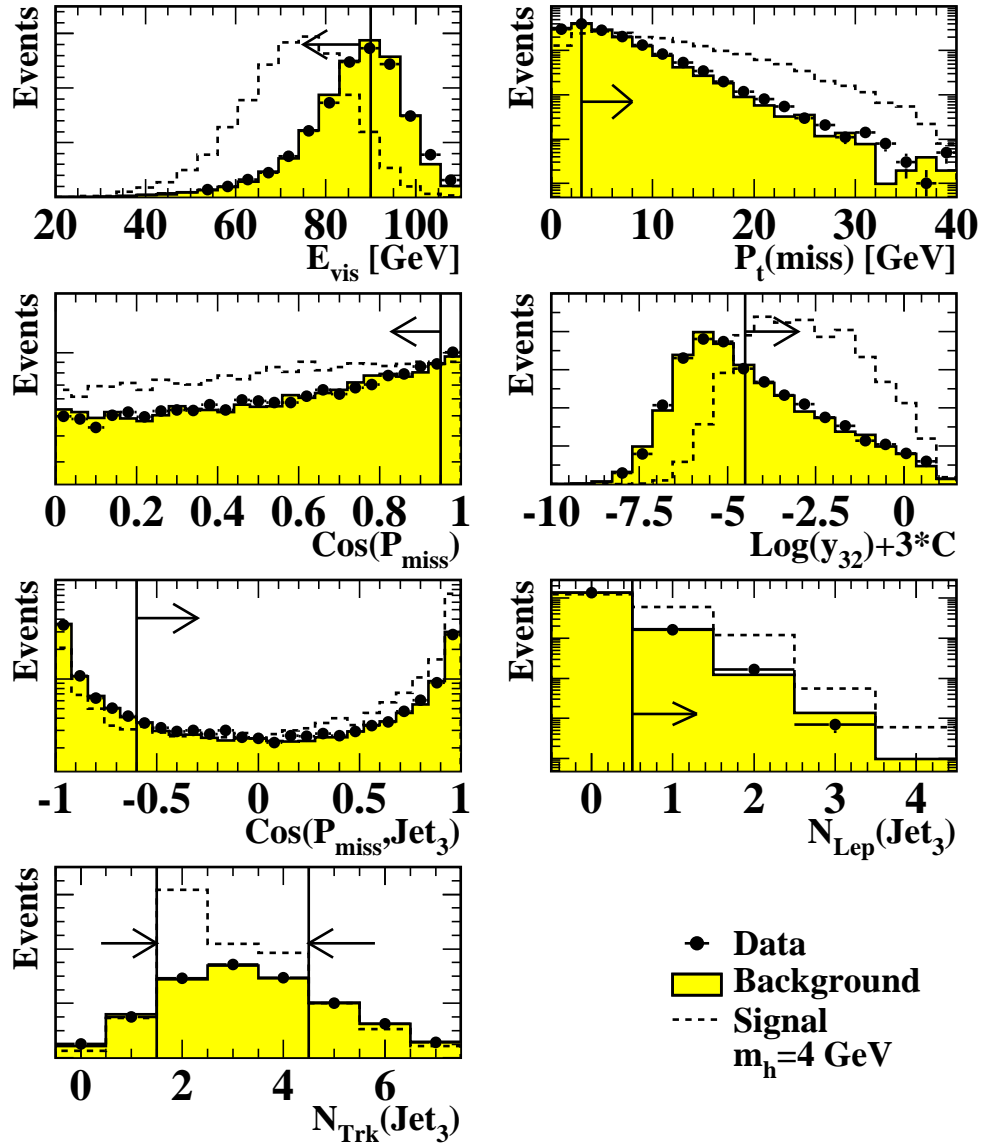 Events
20 40 60 80 100
E_vis [GeV]
Events
0 10 20 30 40
P_t(miss) [GeV]
Events
0 0.2 0.4 0.6 0.8 1
Cos(P_miss)
Events
-10 -7.5 -5 -2.5 0
Log(y_32)+3*C
Events
-1 -0.5 0 0.5 1
Cos(P_miss,Jet_3)
Events
0 1 2 3 4
N_Lep(Jet_3)
Events
0 2 4 6
N_Trk(Jet_3)
Data
Background
Signal
m_h=4 GeV